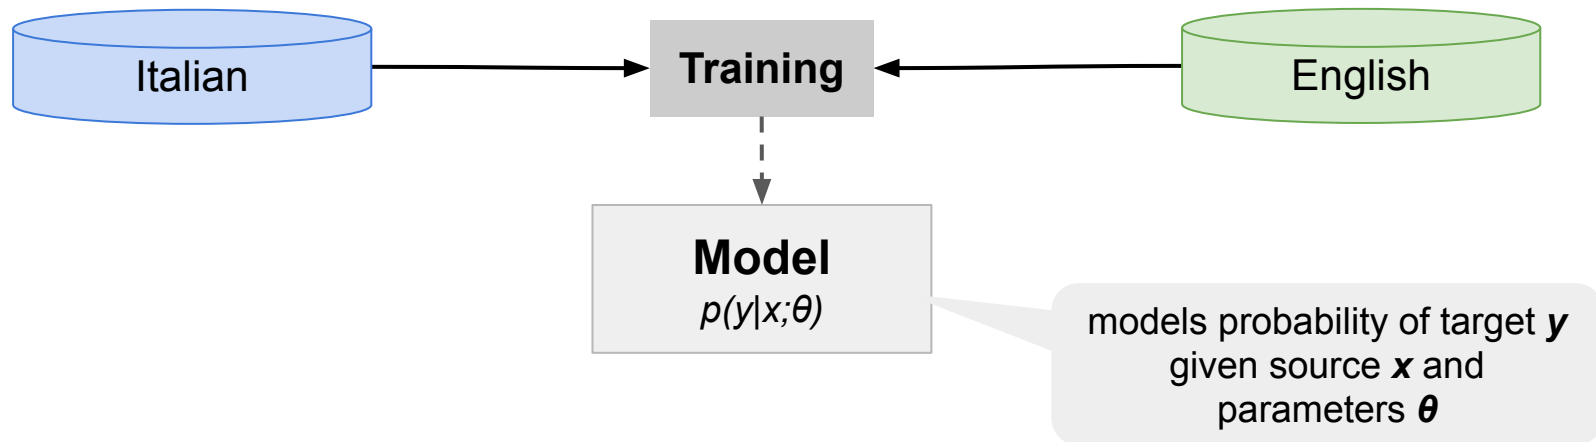 Italian
Training
English
Model
p(y|x;θ)
models probability of target y
given source x and
parameters θ